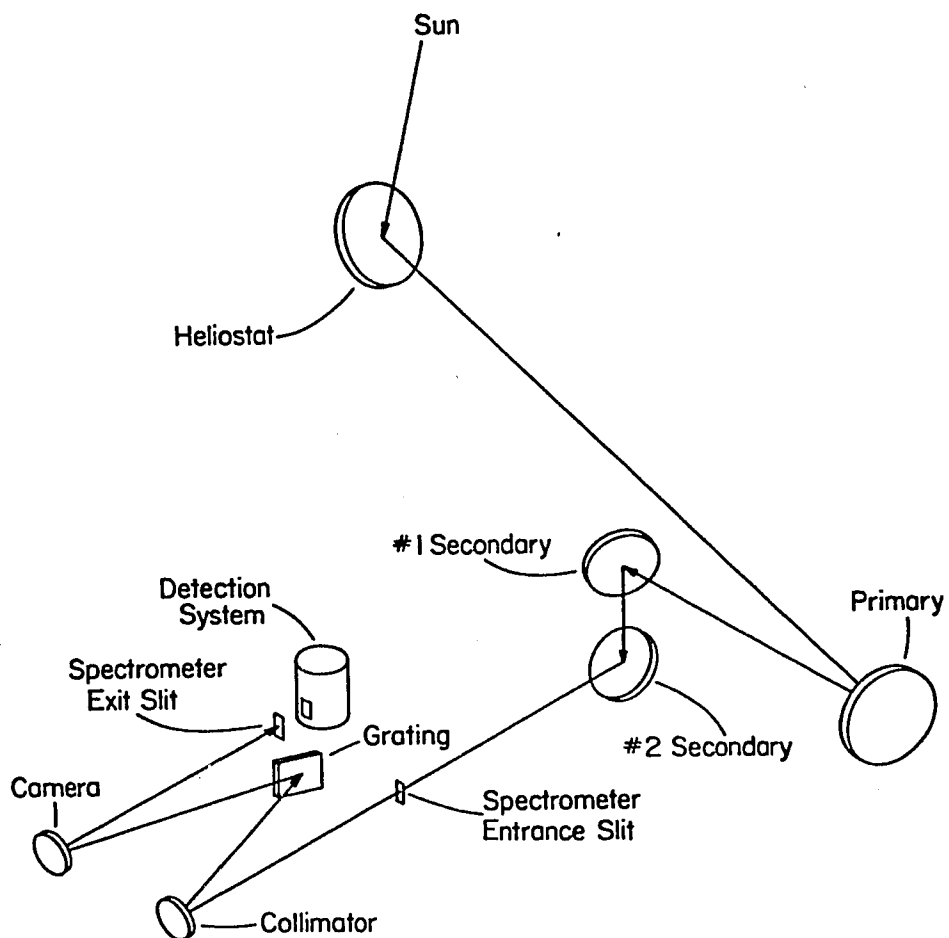 Sun
Heliostat
#1 Secondary
Detection
System
Primary
Spectrometer
Exit Slit
Grating
#2 Secondary
Camera
Spectrometer
Entrance Slit
Collimator